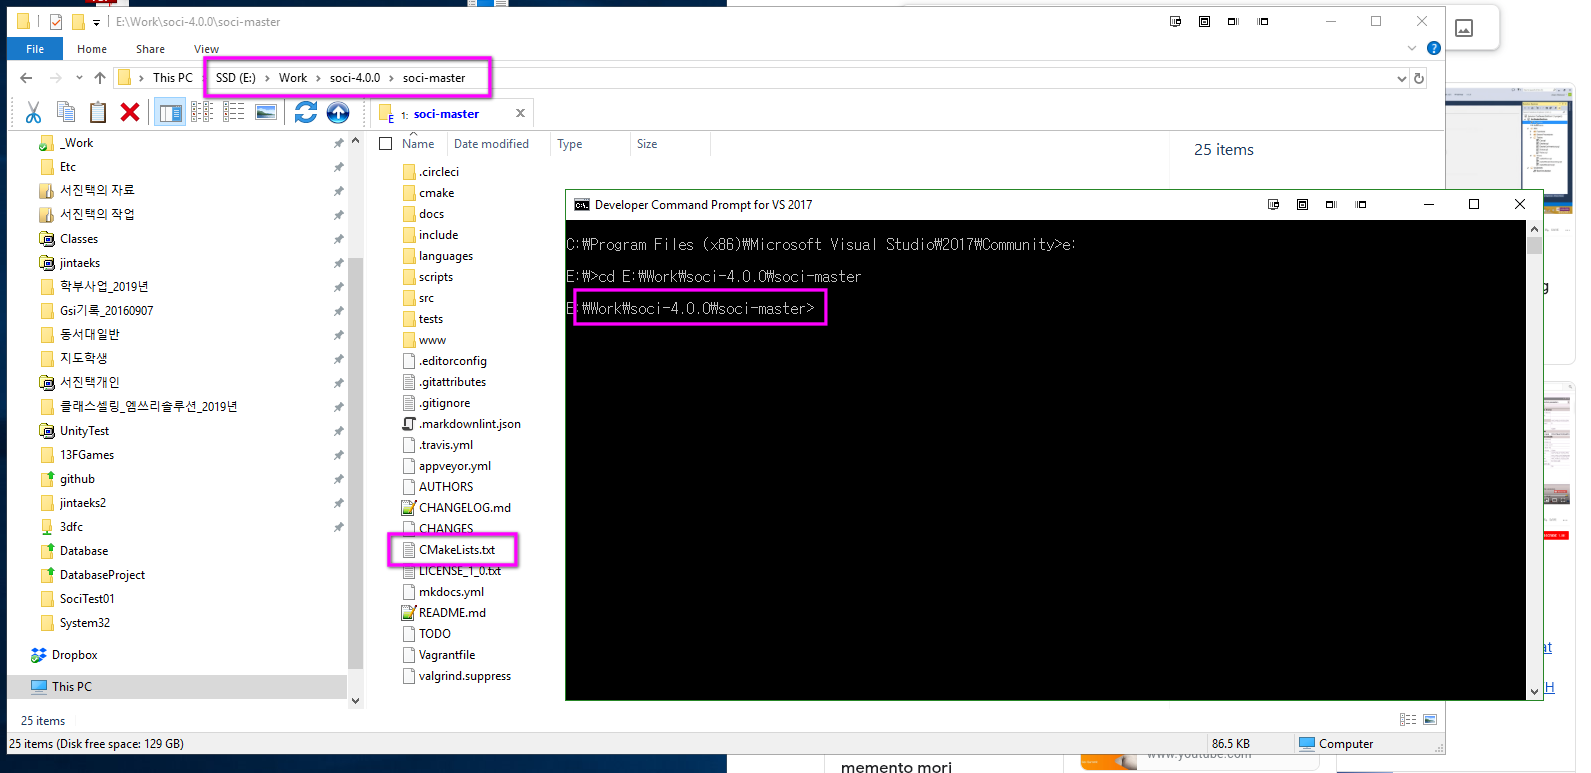 E:\Work\soci-4.0.0\soci-master
File Home Share View
This PC › SSD (E:) › Work › soci-4.0.0 › soci-master
E 1: soci-master
_Work
Etc
서진택의 자료
서진택의 작업
Classes
jintaeks
학부사업_2019년
Gsi기록_20160907
동서대일반
지도학생
서진택개인
클래스셀링_엠쓰리솔루션_2019년
UnityTest
13FGames
github
jintaeks2
3dfc
Database
DatabaseProject
SociTest01
System32
Dropbox
This PC
Name Date modified Type Size
.circleci
cmake
docs
include
languages
scripts
src
tests
www
.editorconfig
.gitattributes
.gitignore
.markdownlint.json
.travis.yml
appveyor.yml
AUTHORS
CHANGELOG.md
CHANGES
CMakeLists.txt
LICENSE_1_0.txt
mkdocs.yml
README.md
TODO
Vagrantfile
valgrind.suppress
25 items
Developer Command Prompt for VS 2017
C:₩Program Files (x86)₩Microsoft Visual Studio₩2017₩Community>e:
E:₩>cd E:₩Work₩soci-4.0.0₩soci-master
E:₩Work₩soci-4.0.0₩soci-master>
25 items
25 items (Disk free space: 129 GB)
86.5 KB
Computer
www.youtube.com
memento mori